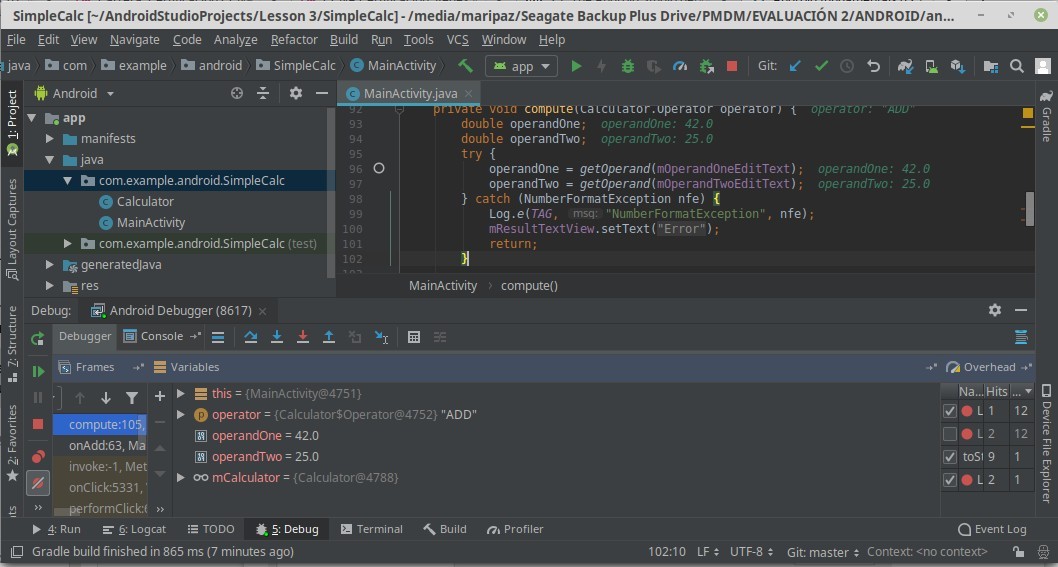 SimpleCalc [~/AndroidStudioProjects/Lesson 3/SimpleCalc] - /media/maripaz/Seagate Backup Plus Drive/PMDM/EVALUACIÓN 2/ANDROID/an...
File Edit View Navigate Code Analyze Refactor Build Run Tools VCS Window Help
java com example android SimpleCalc MainActivity app Git:
1: Project
Layout Captures
7: Structure
2: Favorites
Android
app
manifests
java
com.example.android.SimpleCalc
Calculator
MainActivity
com.example.android.SimpleCalc (test)
generatedJava
res
MainActivity.java
92 private void compute(Calculator.Operator operator) { operator: "ADD"
93 double operandOne; operandOne: 42.0
94 double operandTwo; operandTwo: 25.0
95 try {
96 operandOne = getOperand(mOperandOneEditText); operandOne: 42.0
97 operandTwo = getOperand(mOperandTwoEditText); operandTwo: 25.0
98 } catch (NumberFormatException nfe) {
99 Log.e(TAG, msg: "NumberFormatException", nfe);
100 mResultTextView.setText("Error");
101 return;
102 }
MainActivity › compute()
Gradle
Device File Explorer
Debug: Android Debugger (8617)
Debugger Console
Frames Variables Overhead
compute:105,
onAdd:63, Ma
invoke:-1, Met
onClick:5331, '
performClick:6
this = {MainActivity@4751}
operator = {Calculator$Operator@4752} "ADD"
operandOne = 42.0
operandTwo = 25.0
mCalculator = {Calculator@4788}
Na... Hits ...
L 1 12
L 2 12
toSt 9 1
L 2 1
4: Run 6: Logcat TODO 5: Debug Terminal Build Profiler Event Log
Gradle build finished in 865 ms (7 minutes ago) 102:10 LF UTF-8 Git: master Context: <no context>